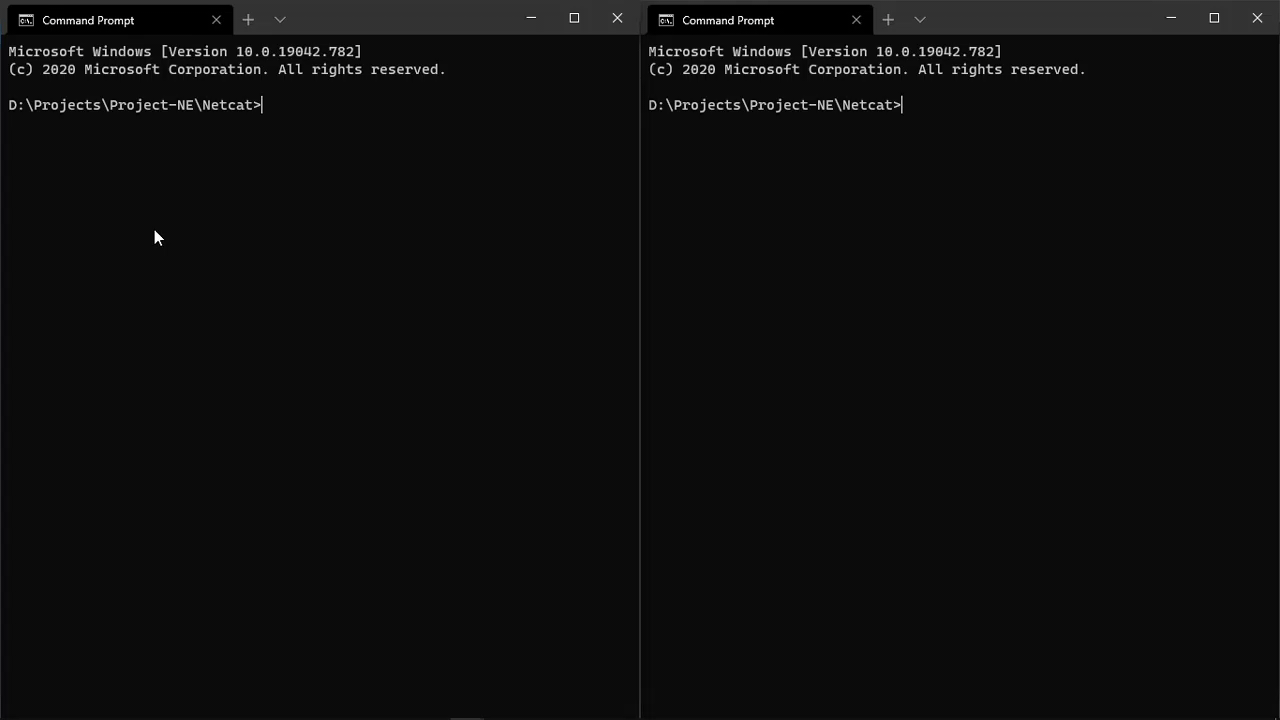 Command Prompt
Microsoft Windows [Version 10.0.19042.782]
(c) 2020 Microsoft Corporation. All rights reserved.
D:\Projects\Project-NE\Netcat>
Command Prompt
Microsoft Windows [Version 10.0.19042.782]
(c) 2020 Microsoft Corporation. All rights reserved.
D:\Projects\Project-NE\Netcat>